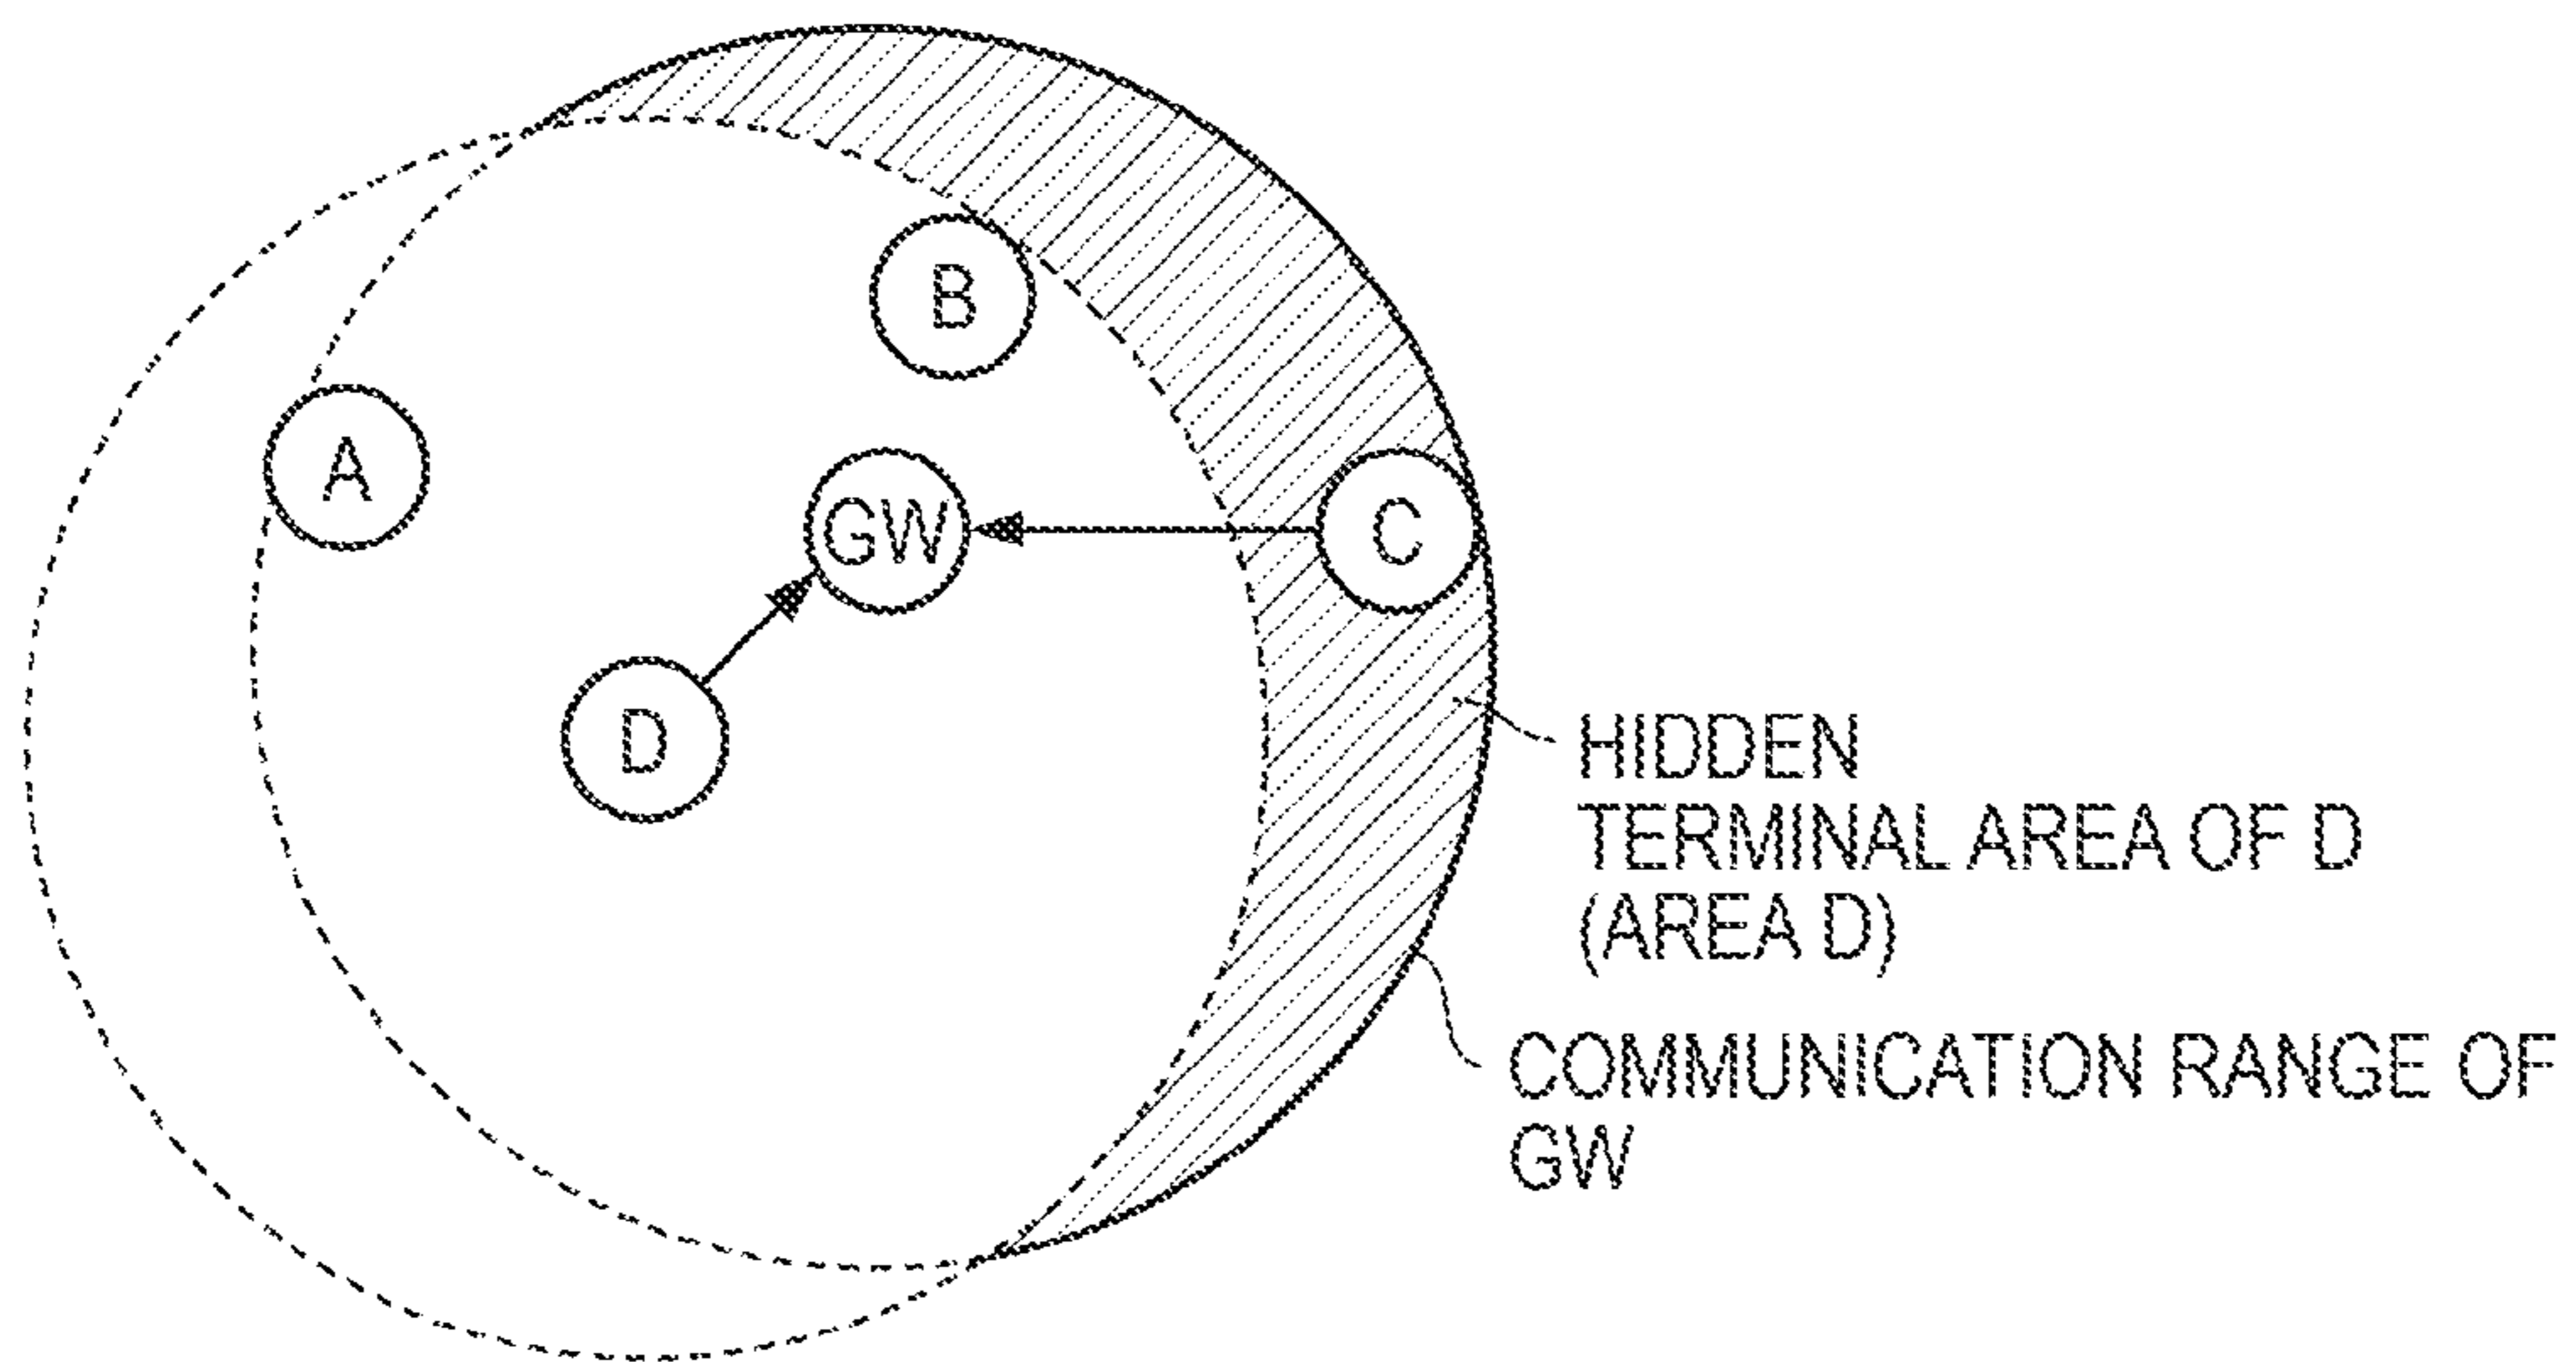 B
A
GW
C
D
HIDDEN
TERMINAL AREA OF D
(AREA D)
COMMUNICATION RANGE OF
GW